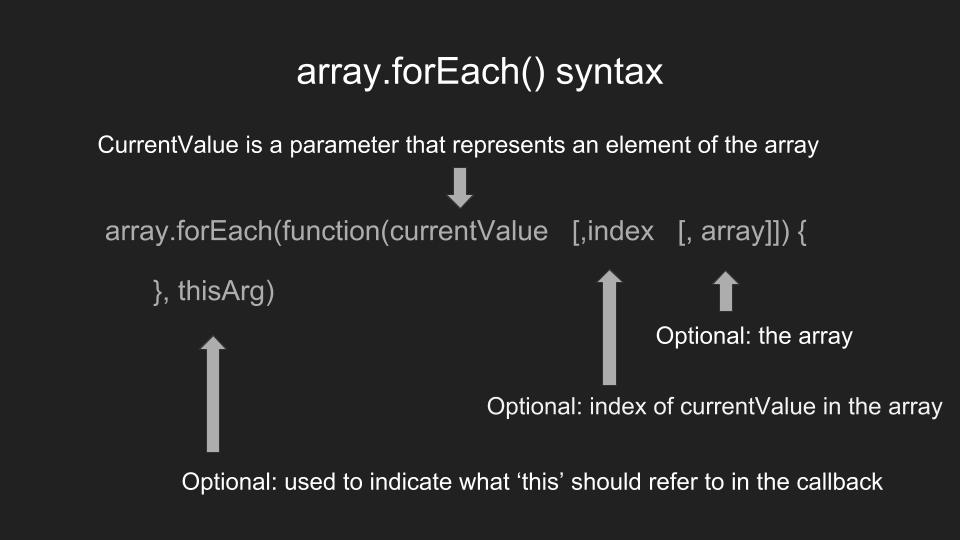 array.forEach() syntax
CurrentValue is a parameter that represents an element of the array
array.forEach(function(currentValue [,index [, array]]) {
}, thisArg)
Optional: the array
Optional: index of currentValue in the array
Optional: used to indicate what ‘this’ should refer to in the callback